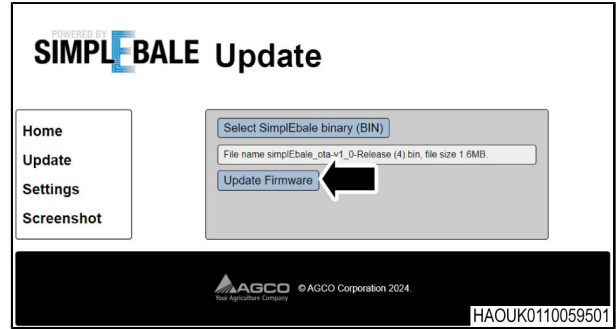 POWERED BY
SIMPLEBALE Update
Home
Update
Settings
Screenshot
Select SimplEbale binary (BIN)
File name simplEbale_ota-v1_0-Release (4).bin, file size 1.6MB.
Update Firmware
AGCO © AGCO Corporation 2024.
Your Agriculture Company
HAOUK0110059501